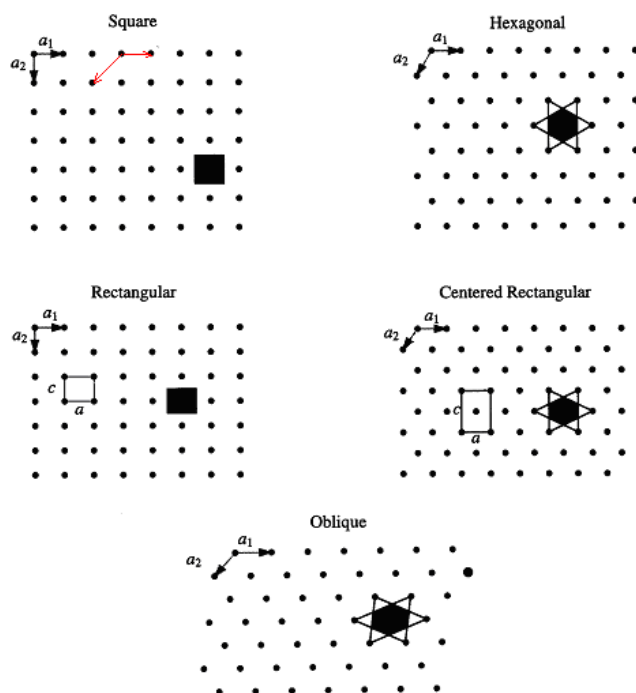 Square
a₁
a₂
Hexagonal
a₁
a₂
Rectangular
a₁
a₂
c
a
Centered Rectangular
a₁
a₂
c
a
Oblique
a₁
a₂